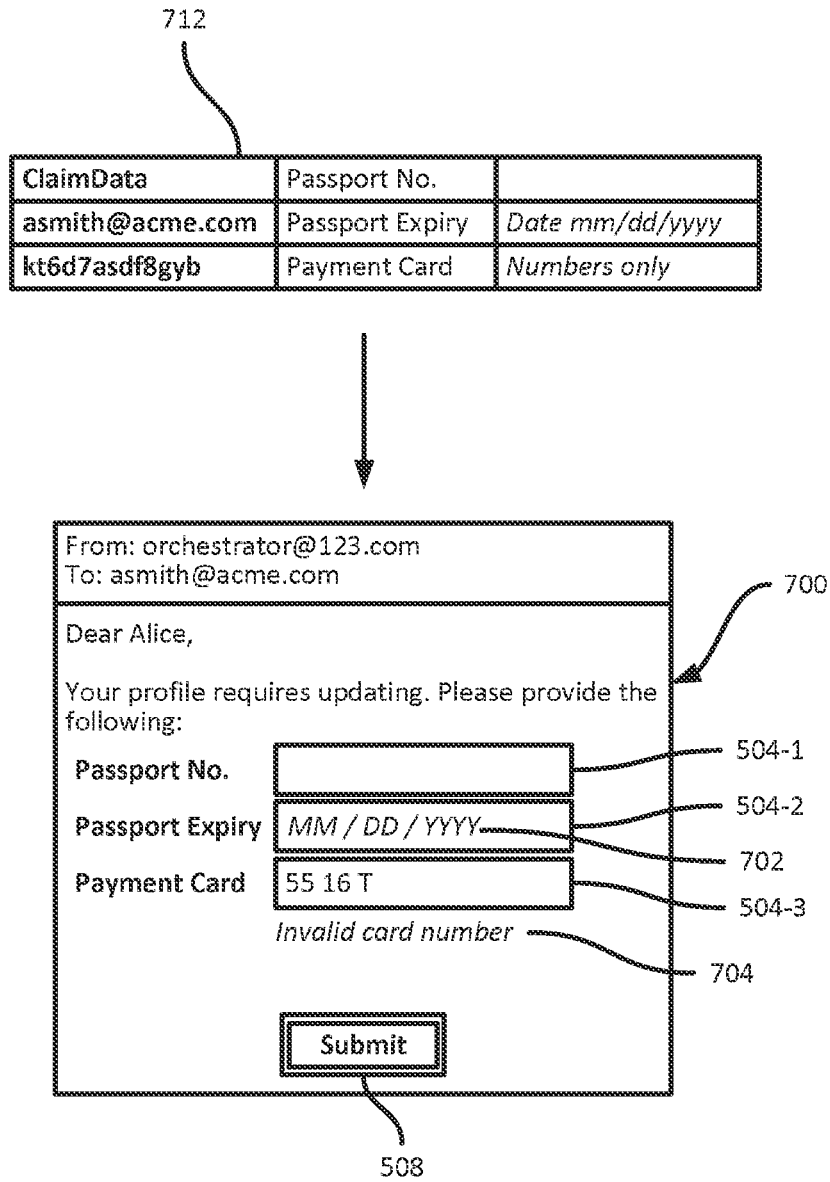 712
ClaimData Passport No.
asmith@acme.com Passport Expiry Date mm/dd/yyyy
kt6d7asdf8gyb Payment Card Numbers only
From: orchestrator@123.com
To: asmith@acme.com
700
Dear Alice,
Your profile requires updating. Please provide the
following:
Passport No. 504-1
Passport Expiry MM / DD / YYYY 504-2
702
Payment Card 55 16 T 504-3
Invalid card number 704
Submit
508